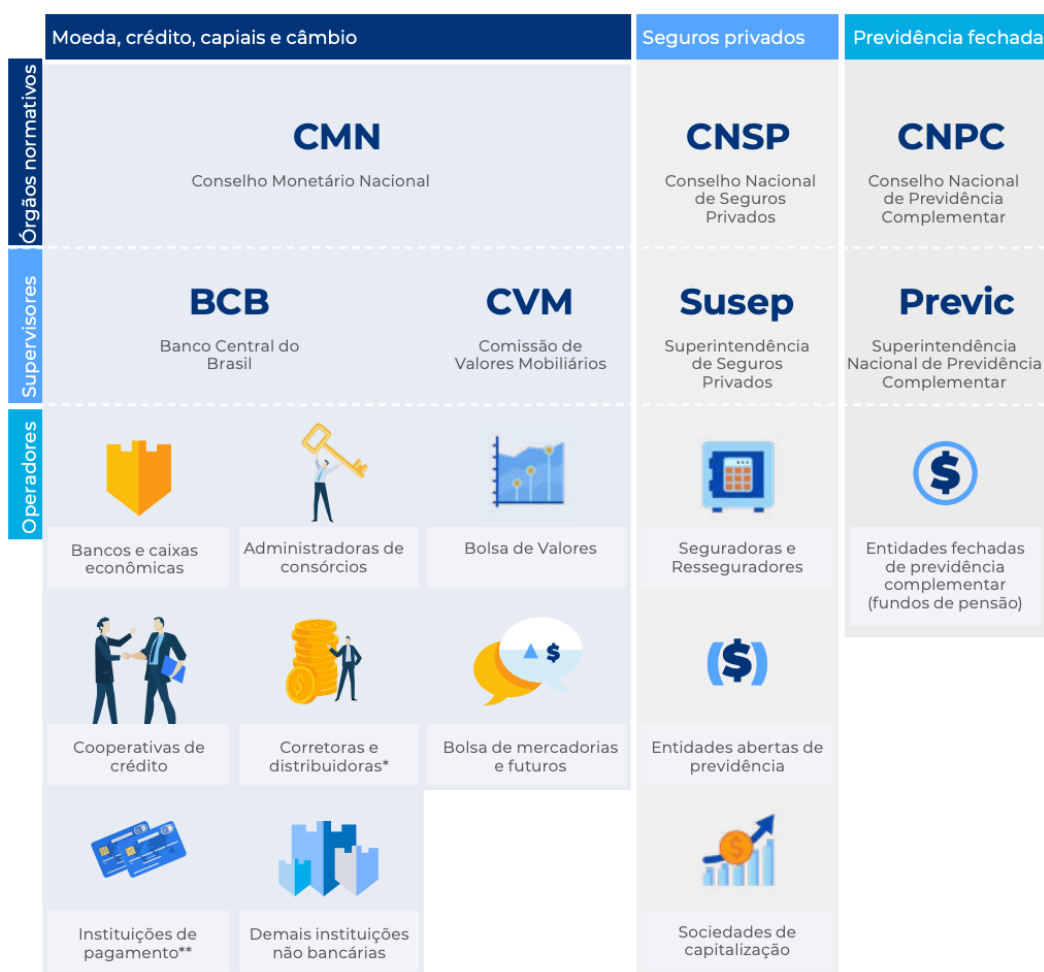 Moeda, crédito, capiais e câmbio
Seguros privados
Previdência fechada
Órgãos normativos
CMN
Conselho Monetário Nacional
CNSP
Conselho Nacional
de Seguros
Privados
CNPC
Conselho Nacional
de Previdência
Complementar
Supervisores
BCB
Banco Central do
Brasil
CVM
Comissão de
Valores Mobiliários
Susep
Superintendência
de Seguros
Privados
Previc
Superintendência
Nacional de Previdência
Complementar
Operadores
Bancos e caixas
econômicas
Administradoras de
consórcios
Bolsa de Valores
Seguradoras e
Resseguradores
$
Entidades fechadas
de previdência
complementar
(fundos de pensão)
Cooperativas de
crédito
$
Corretoras e
distribuidoras*
$
Bolsa de mercadorias
e futuros
($)
Entidades abertas de
previdência
Instituições de
pagamento**
Demais instituições
não bancárias
$
Sociedades de
capitalização